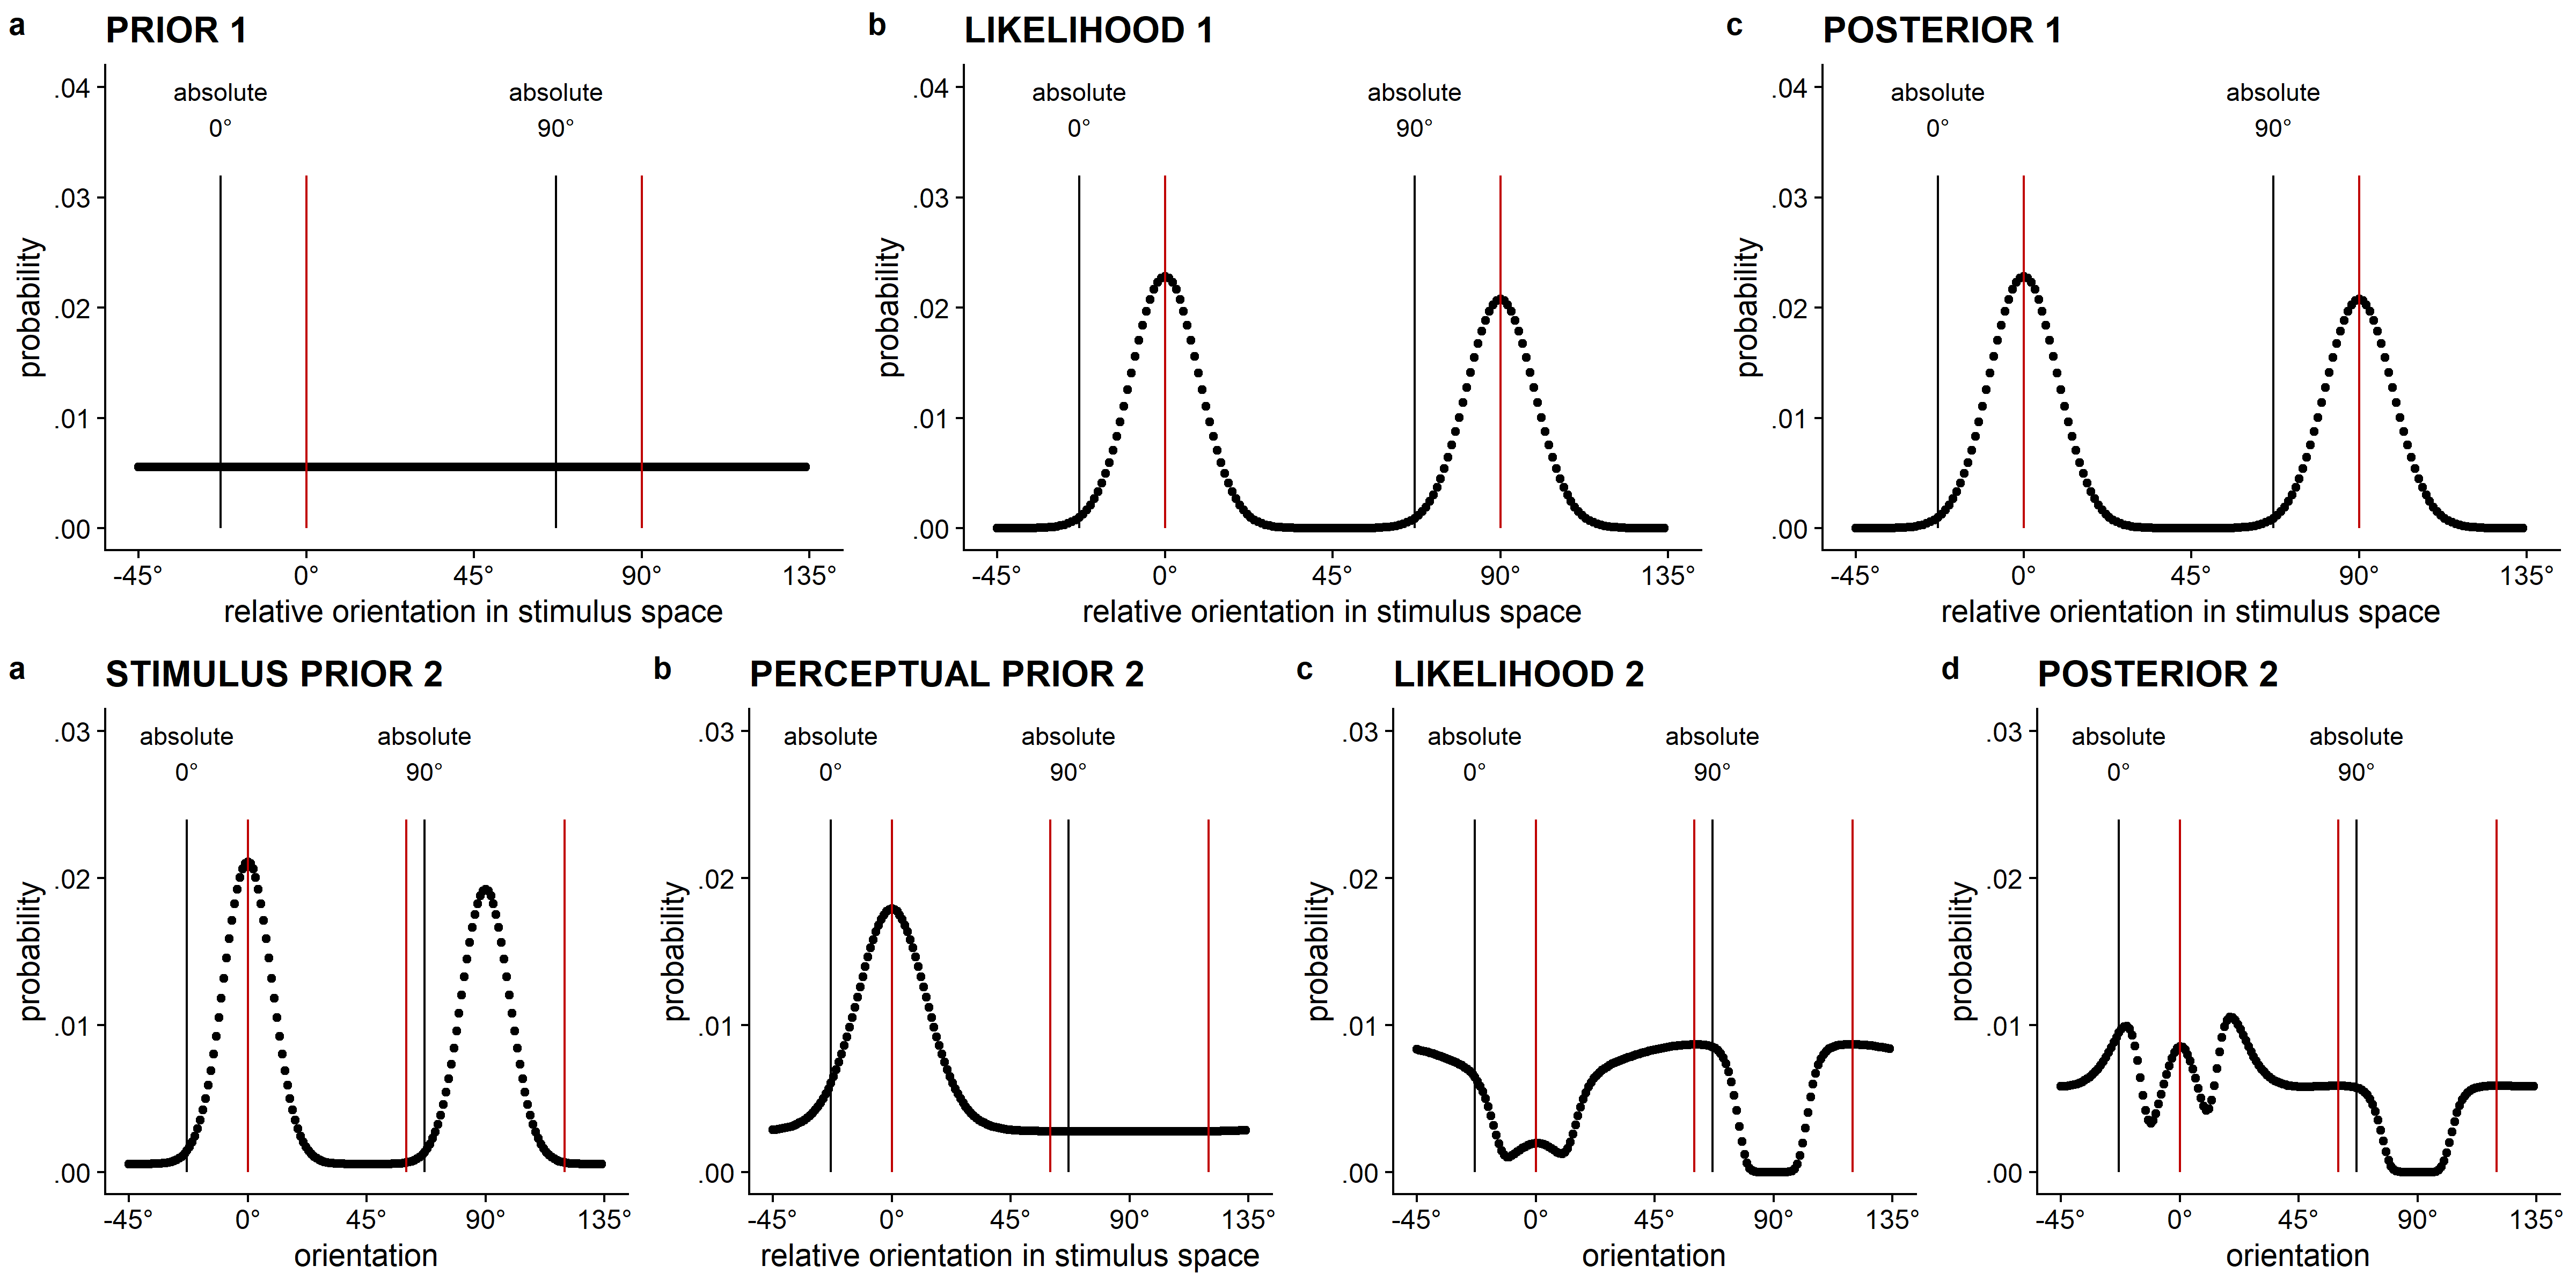 a PRIOR 1
absolute
0°
absolute
90°
.04
.03
.02
.01
.00
probability
-45° 0° 45° 90° 135°
relative orientation in stimulus space
b LIKELIHOOD 1
absolute
0°
absolute
90°
.04
.03
.02
.01
.00
probability
-45° 0° 45° 90° 135°
relative orientation in stimulus space
c POSTERIOR 1
absolute
0°
absolute
90°
.04
.03
.02
.01
.00
probability
-45° 0° 45° 90° 135°
relative orientation in stimulus space
a STIMULUS PRIOR 2
absolute
0°
absolute
90°
.03
.02
.01
.00
probability
-45° 0° 45° 90° 135°
orientation
b PERCEPTUAL PRIOR 2
absolute
0°
absolute
90°
.03
.02
.01
.00
probability
-45° 0° 45° 90° 135°
relative orientation in stimulus space
c LIKELIHOOD 2
absolute
0°
absolute
90°
.03
.02
.01
.00
probability
-45° 0° 45° 90° 135°
orientation
d POSTERIOR 2
absolute
0°
absolute
90°
.03
.02
.01
.00
probability
-45° 0° 45° 90° 135°
orientation